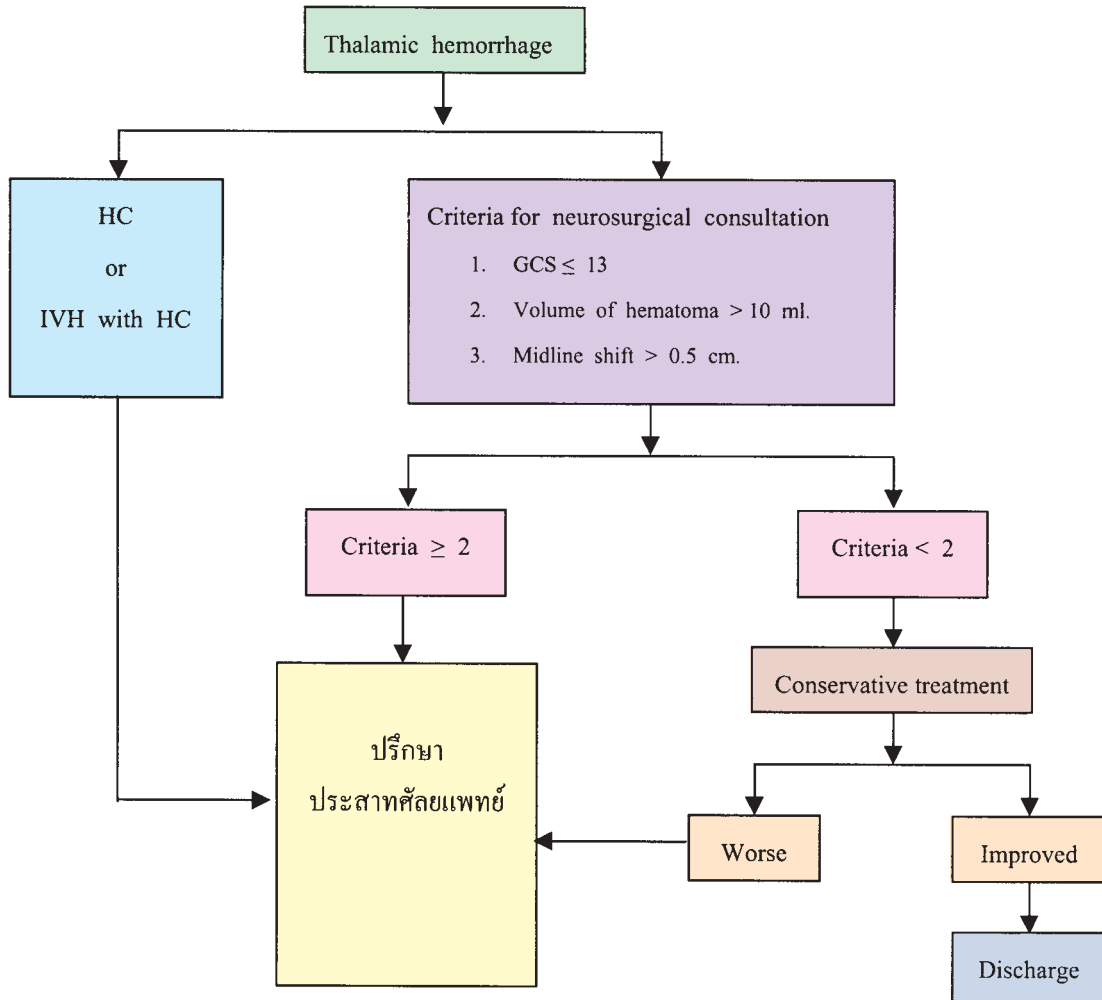 Thalamic hemorrhage
HC
or
IVH with HC
Criteria for neurosurgical consultation
1. GCS ≤ 13
2. Volume of hematoma > 10 ml.
3. Midline shift > 0.5 cm.
Criteria ≥ 2
Criteria < 2
Conservative treatment
ปรึกษา
ประสาทศัลยแพทย์
Worse
Improved
Discharge